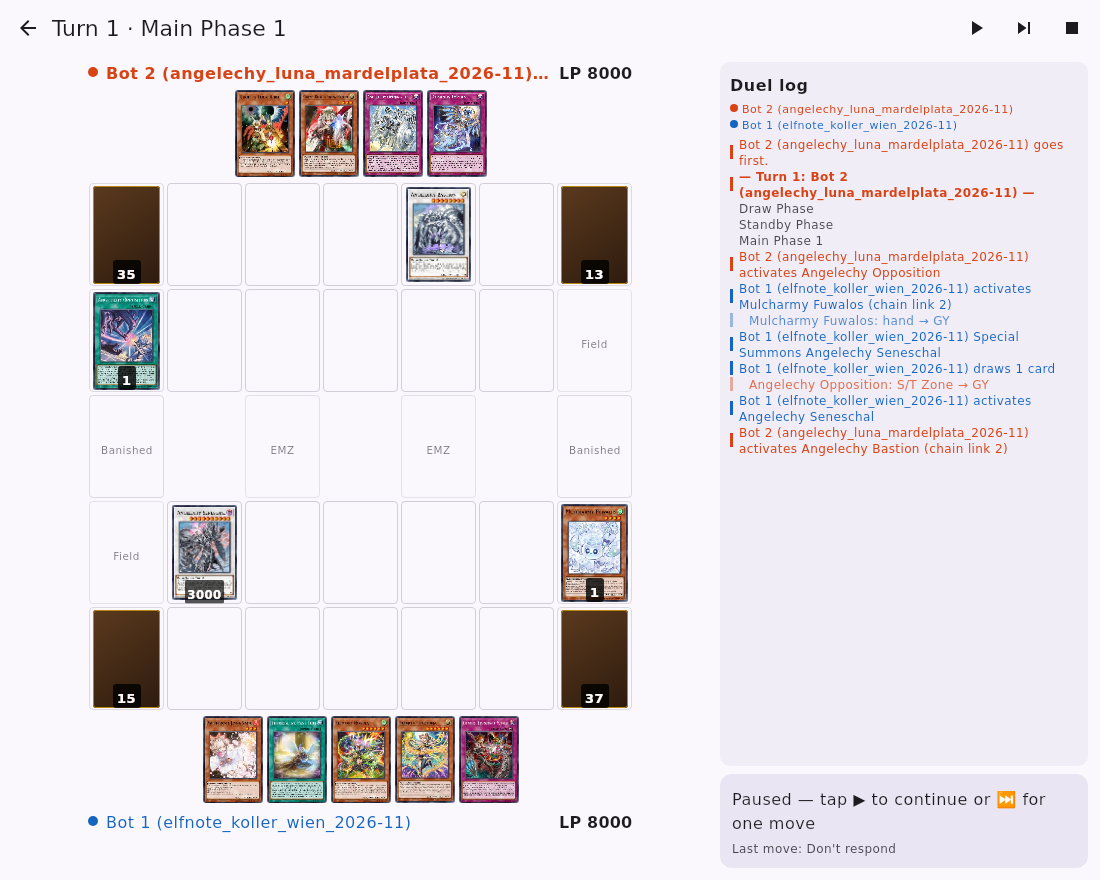 Turn 1 · Main Phase 1
Bot 2 (angelechy_luna_mardelplata_2026-11)…
LP 8000
35
13
1
Field
Banished
EMZ
EMZ
Banished
Field
3000
1
15
37
Bot 1 (elfnote_koller_wien_2026-11)
LP 8000
Duel log
Bot 2 (angelechy_luna_mardelplata_2026-11)
Bot 1 (elfnote_koller_wien_2026-11)
Bot 2 (angelechy_luna_mardelplata_2026-11) goes
first.
— Turn 1: Bot 2
(angelechy_luna_mardelplata_2026-11) —
Draw Phase
Standby Phase
Main Phase 1
Bot 2 (angelechy_luna_mardelplata_2026-11)
activates Angelechy Opposition
Bot 1 (elfnote_koller_wien_2026-11) activates
Mulcharmy Fuwalos (chain link 2)
Mulcharmy Fuwalos: hand → GY
Bot 1 (elfnote_koller_wien_2026-11) Special
Summons Angelechy Seneschal
Bot 1 (elfnote_koller_wien_2026-11) draws 1 card
Angelechy Opposition: S/T Zone → GY
Bot 1 (elfnote_koller_wien_2026-11) activates
Angelechy Seneschal
Bot 2 (angelechy_luna_mardelplata_2026-11)
activates Angelechy Bastion (chain link 2)
Paused — tap ▶ to continue or ⏭ for
one move
Last move: Don't respond